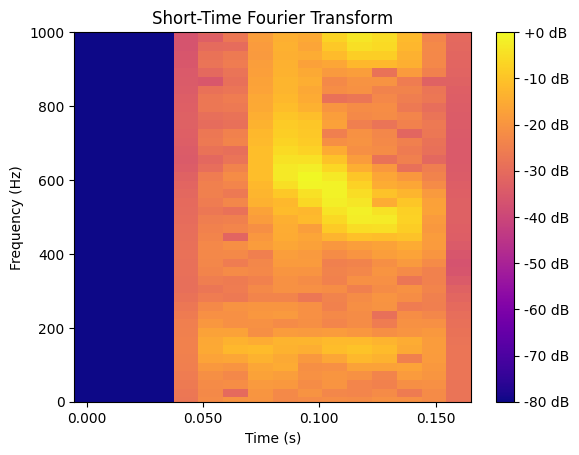 Short-Time Fourier Transform
1000
800
600
400
200
0
Frequency (Hz)
0.000
0.050
0.100
0.150
Time (s)
+0 dB
-10 dB
-20 dB
-30 dB
-40 dB
-50 dB
-60 dB
-70 dB
-80 dB